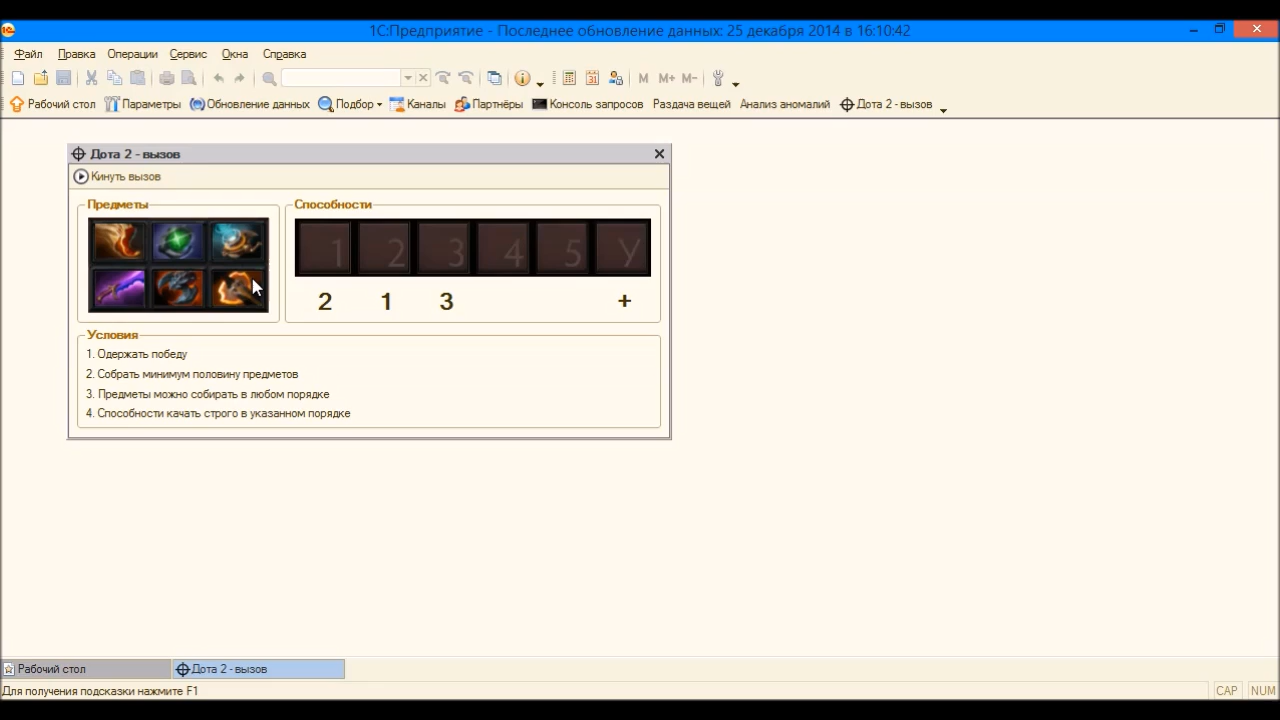 1С:Предприятие - Последнее обновление данных: 25 декабря 2014 в 16:10:42
Файл Правка Операции Сервис Окна Справка
M M+ M-
Рабочий стол Параметры Обновление данных Подбор Каналы Партнёры Консоль запросов Раздача вещей Анализ аномалий Дота 2 - вызов
Дота 2 - вызов
Кинуть вызов
Предметы Способности
1 2 3 4 5 У
2 1 3 +
Условия
1. Одержать победу
2. Собрать минимум половину предметов
3. Предметы можно собирать в любом порядке
4. Способности качать строго в указанном порядке
Рабочий стол Дота 2 - вызов
Для получения подсказки нажмите F1 CAP NUM